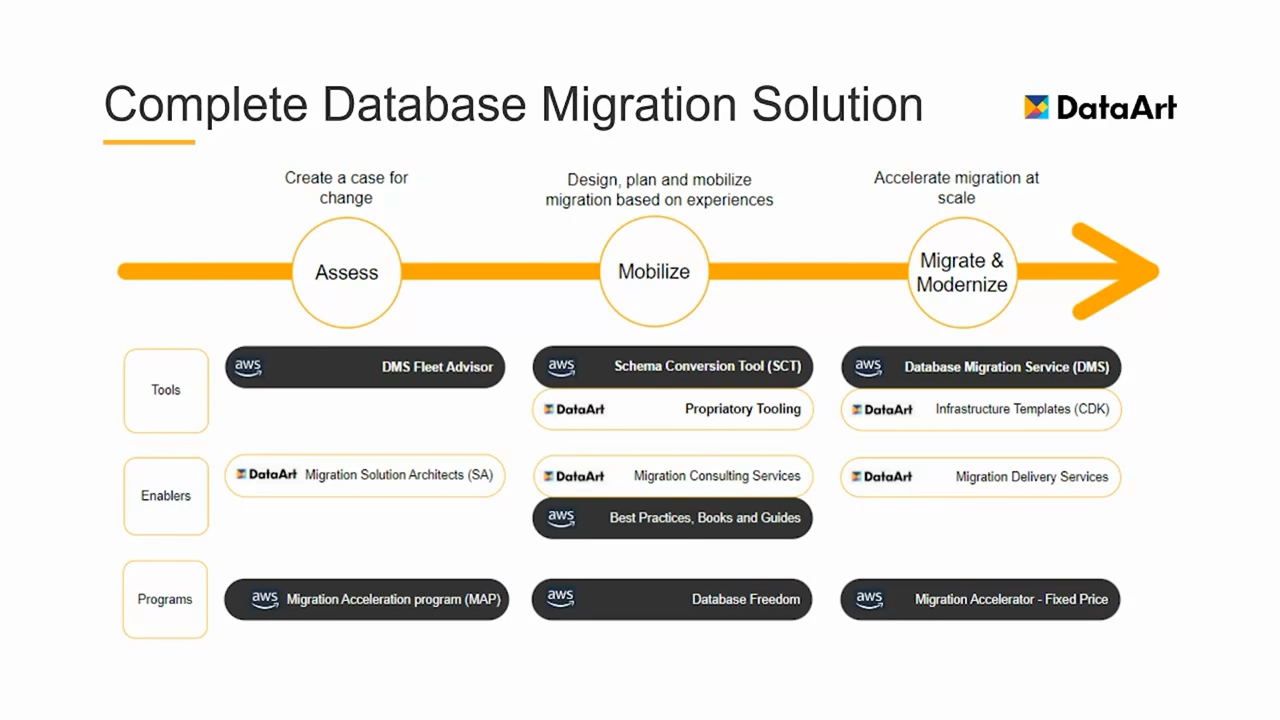 Complete Database Migration Solution
DataArt
Create a case for
change
Design, plan and mobilize
migration based on experiences
Accelerate migration at
scale
Assess
Mobilize
Migrate &
Modernize
Tools
aws DMS Fleet Advisor
aws Schema Conversion Tool (SCT)
aws Database Migration Service (DMS)
DataArt Propriatory Tooling
DataArt Infrastructure Templates (CDK)
Enablers
DataArt Migration Solution Architects (SA)
DataArt Migration Consulting Services
DataArt Migration Delivery Services
aws Best Practices, Books and Guides
Programs
aws Migration Acceleration program (MAP)
aws Database Freedom
aws Migration Accelerator - Fixed Price